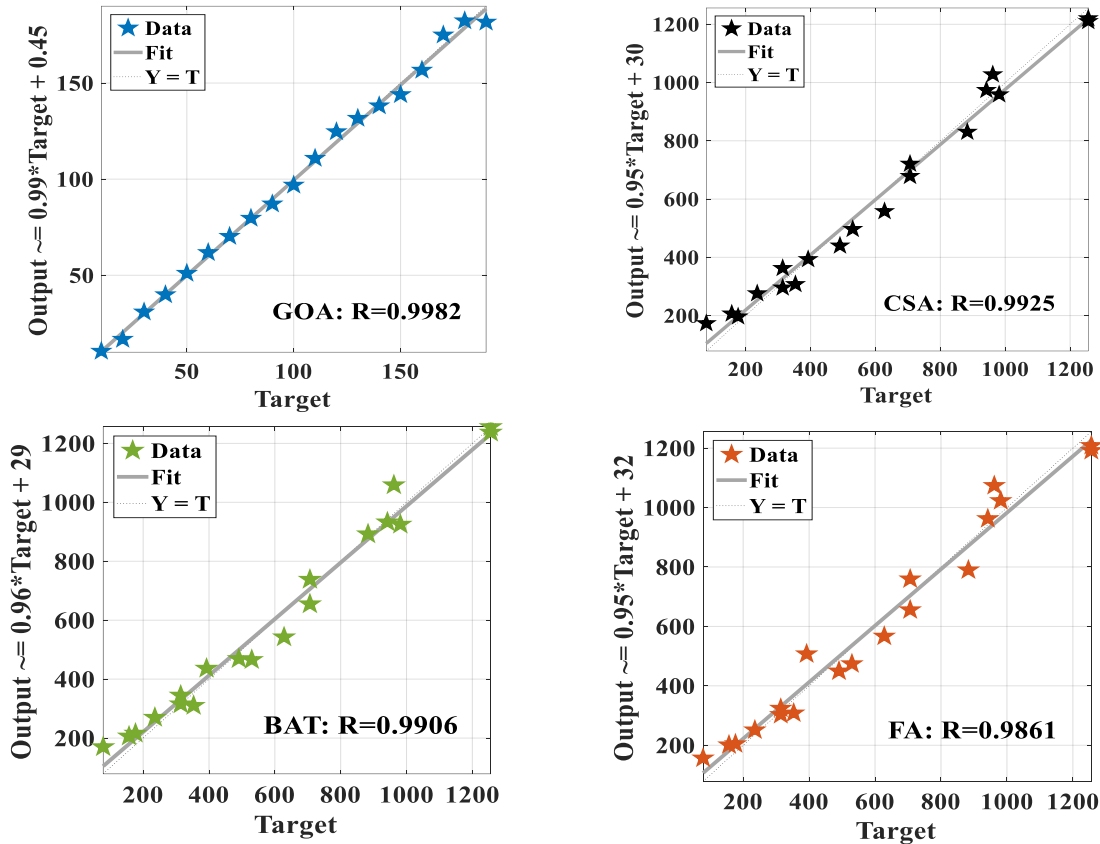 Data
Fit
Y = T
Output ~= 0.99*Target + 0.45
150
100
50
GOA: R=0.9982
50 100 150
Target
Data
Fit
Y = T
Output ~= 0.95*Target + 30
1200
1000
800
600
400
200
CSA: R=0.9925
200 400 600 800 1000 1200
Target
Data
Fit
Y = T
Output ~= 0.96*Target + 29
1200
1000
800
600
400
200
BAT: R=0.9906
200 400 600 800 1000 1200
Target
Data
Fit
Y = T
Output ~= 0.95*Target + 32
1200
1000
800
600
400
200
FA: R=0.9861
200 400 600 800 1000 1200
Target